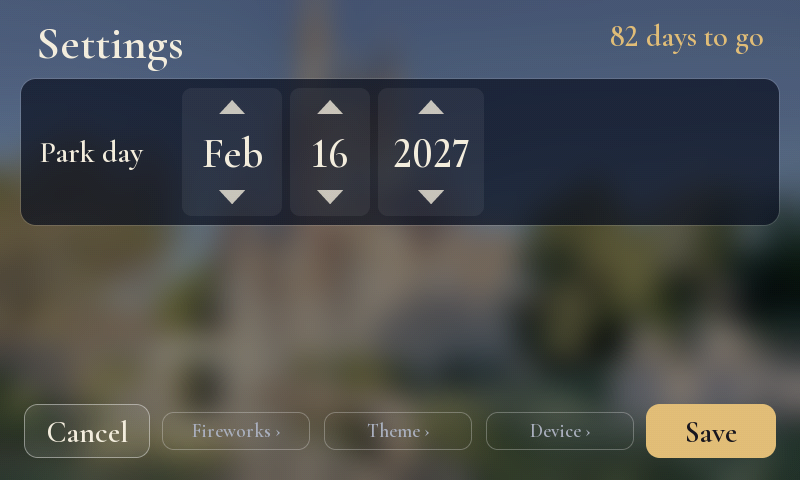 Settings
82 days to go
Park day
Feb
16
2027
Cancel
Fireworks ›
Theme ›
Device ›
Save